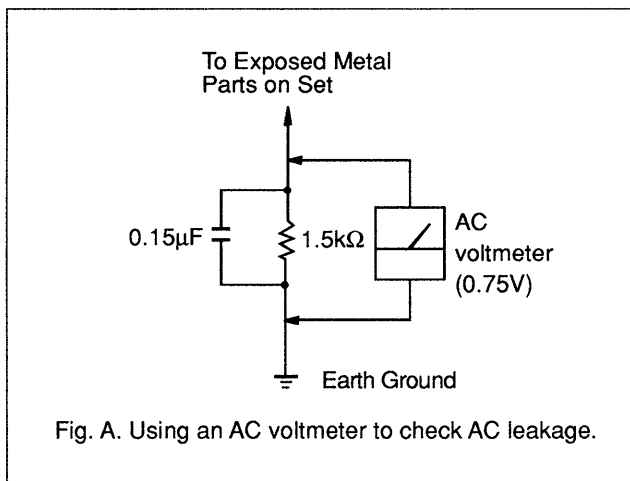 To Exposed Metal
Parts on Set
0.15µF
1.5kΩ
AC
voltmeter
(0.75V)
Earth Ground
Fig. A. Using an AC voltmeter to check AC leakage.